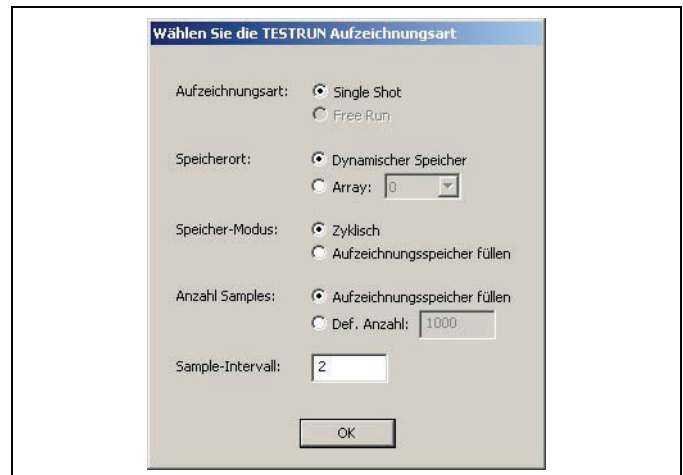 Wählen Sie die TESTRUN Aufzeichnungsart
Aufzeichnungsart: Single Shot
Free Run
Speicherort: Dynamischer Speicher
Array: 0
Speicher-Modus: Zyklisch
Aufzeichnungsspeicher füllen
Anzahl Samples: Aufzeichnungsspeicher füllen
Def. Anzahl: 1000
Sample-Intervall: 2
OK